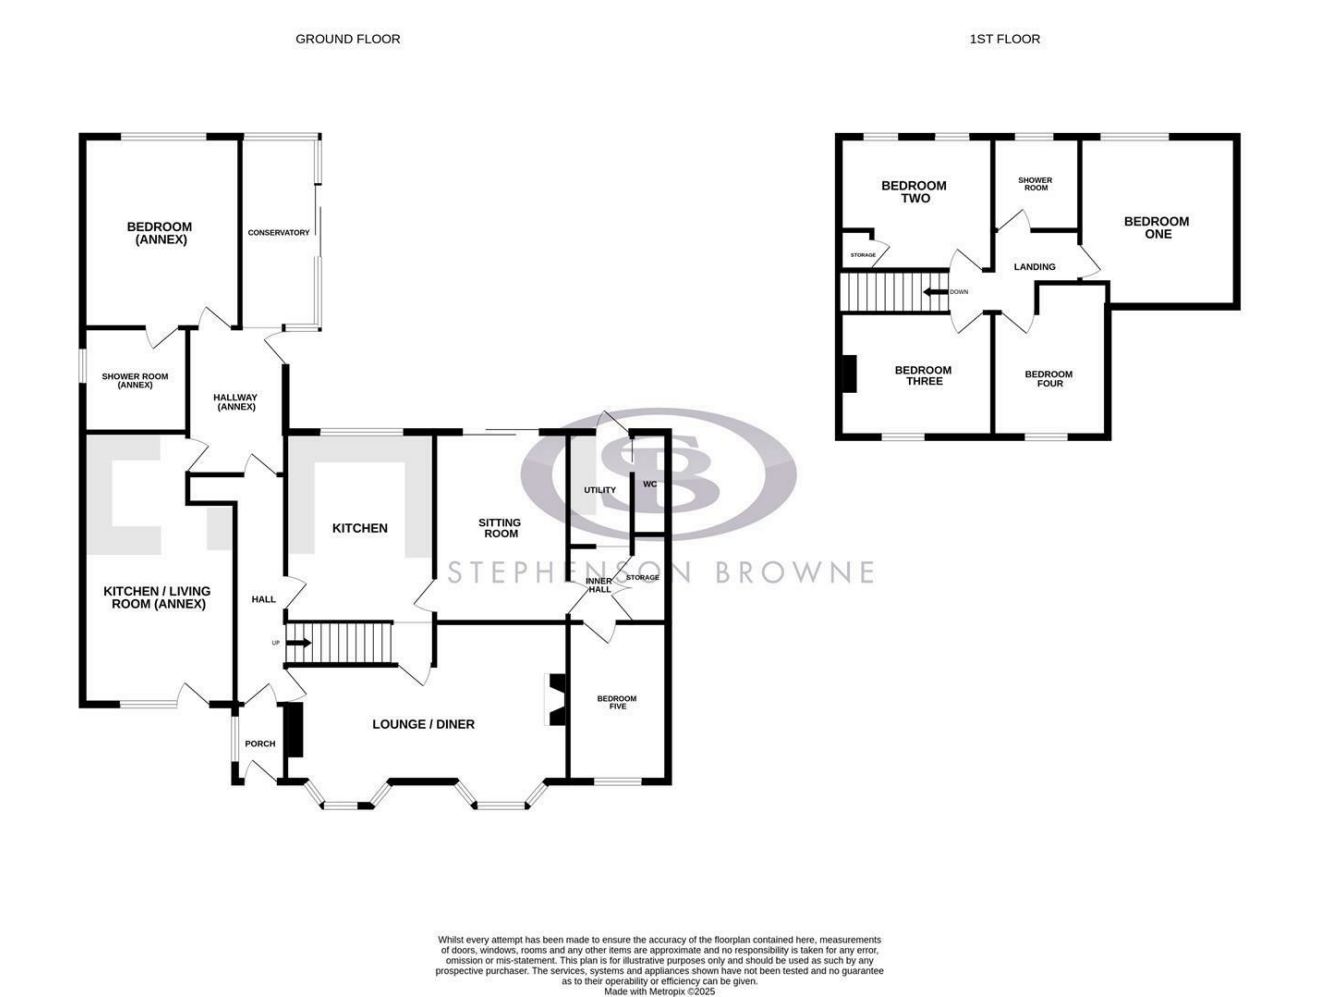 GROUND FLOOR
1ST FLOOR
BEDROOM
(ANNEX)
CONSERVATORY
SHOWER ROOM
(ANNEX)
HALLWAY
(ANNEX)
KITCHEN / LIVING
ROOM (ANNEX)
HALL
KITCHEN
SITTING
ROOM
UTILITY
WC
INNER
HALL
STORAGE
UP
LOUNGE / DINER
BEDROOM
FIVE
PORCH
SB
STEPHENSON BROWNE
BEDROOM
TWO
STORAGE
SHOWER
ROOM
BEDROOM
ONE
LANDING
DOWN
BEDROOM
THREE
BEDROOM
FOUR
Whilst every attempt has been made to ensure the accuracy of the floorplan contained here, measurements
of doors, windows, rooms and any other items are approximate and no responsibility is taken for any error,
omission or mis-statement. This plan is for illustrative purposes only and should be used as such by any
prospective purchaser. The services, systems and appliances shown have not been tested and no guarantee
as to their operability or efficiency can be given.
Made with Metropix ©2025